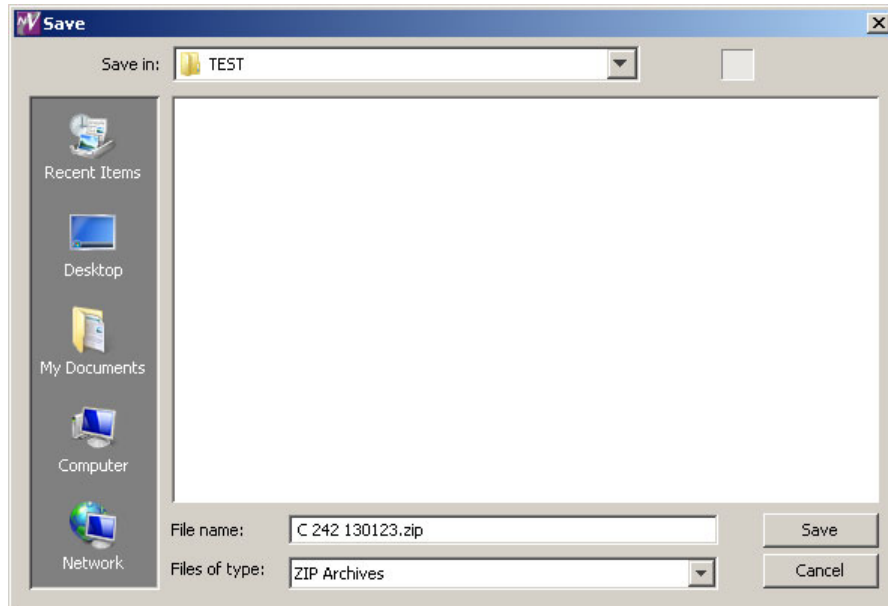 Save
Save in: TEST
Recent Items
Desktop
My Documents
Computer
Network
File name: C 242 130123.zip Save
Files of type: ZIP Archives Cancel